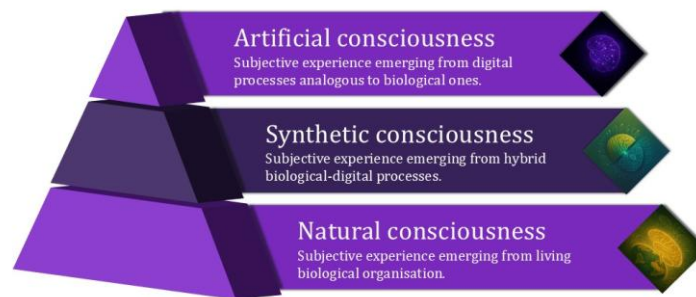 Artificial consciousness
Subjective experience emerging from digital
processes analogous to biological ones.
Synthetic consciousness
Subjective experience emerging from hybrid
biological-digital processes.
Natural consciousness
Subjective experience emerging from living
biological organisation.